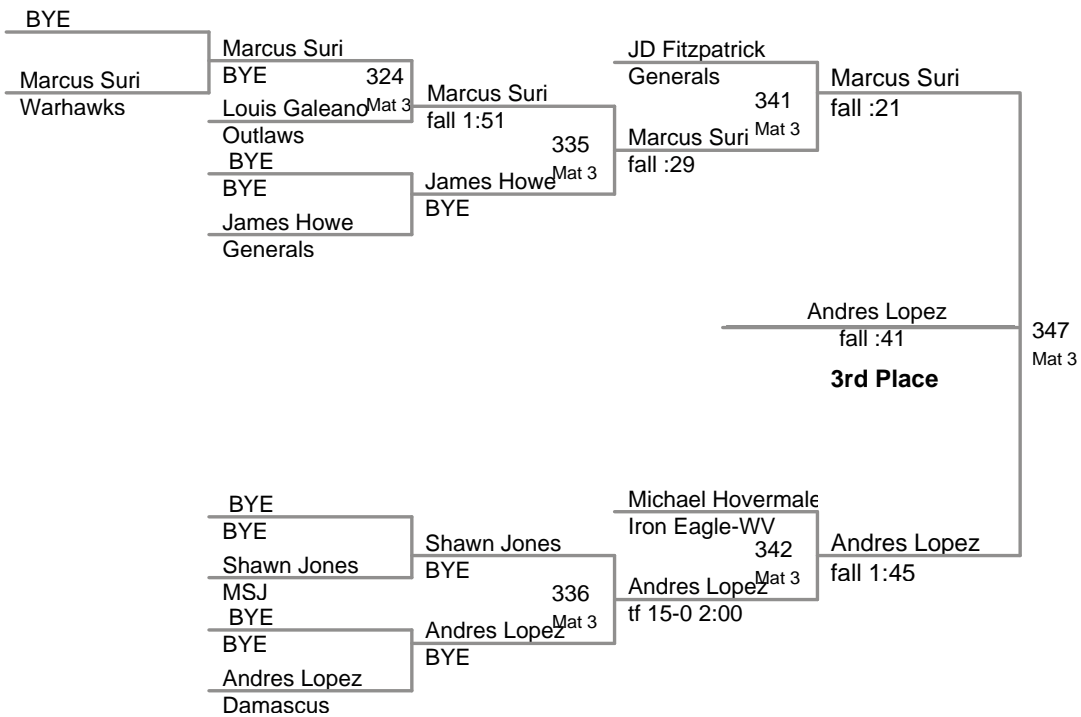 BYE
Marcus Suri
Warhawks
Marcus Suri
BYE
324
Mat 3
Louis Galeano
Outlaws
BYE
BYE
James Howe
Generals
Marcus Suri
fall 1:51
335
Mat 3
James Howe
BYE
JD Fitzpatrick
Generals
341
Mat 3
Marcus Suri
fall :29
Marcus Suri
fall :21
Andres Lopez
fall :41
3rd Place
347
Mat 3
BYE
BYE
Shawn Jones
MSJ
BYE
BYE
Andres Lopez
Damascus
Shawn Jones
BYE
336
Mat 3
Andres Lopez
BYE
Michael Hovermale
Iron Eagle-WV
342
Mat 3
Andres Lopez
tf 15-0 2:00
Andres Lopez
fall 1:45